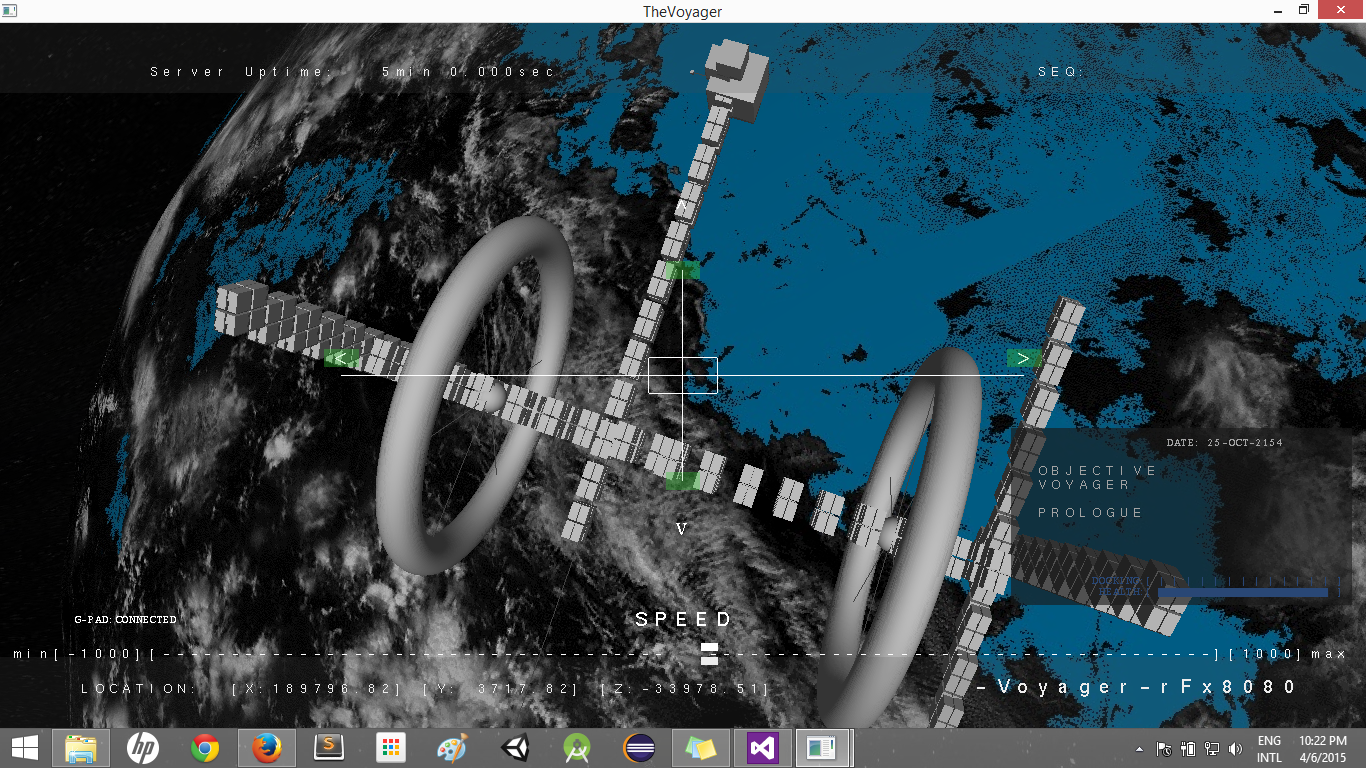 TheVoyager
Server Uptime: 5min 0.000sec
SEQ:
<
>
DATE: 25-OCT-2154
OBJECTIVE
VOYAGER
PROLOGUE
V
HEALTH:
G-PAD: CONNECTED
SPEED
min[-1000][------------------------------------------------------------------------------------------][1000]max
LOCATION: [X:189796.82] [Y: 3717.82] [Z:-33978.51]
-Voyager-rFx8080
hp
S
ENG
INTL
10:22 PM
4/6/2015